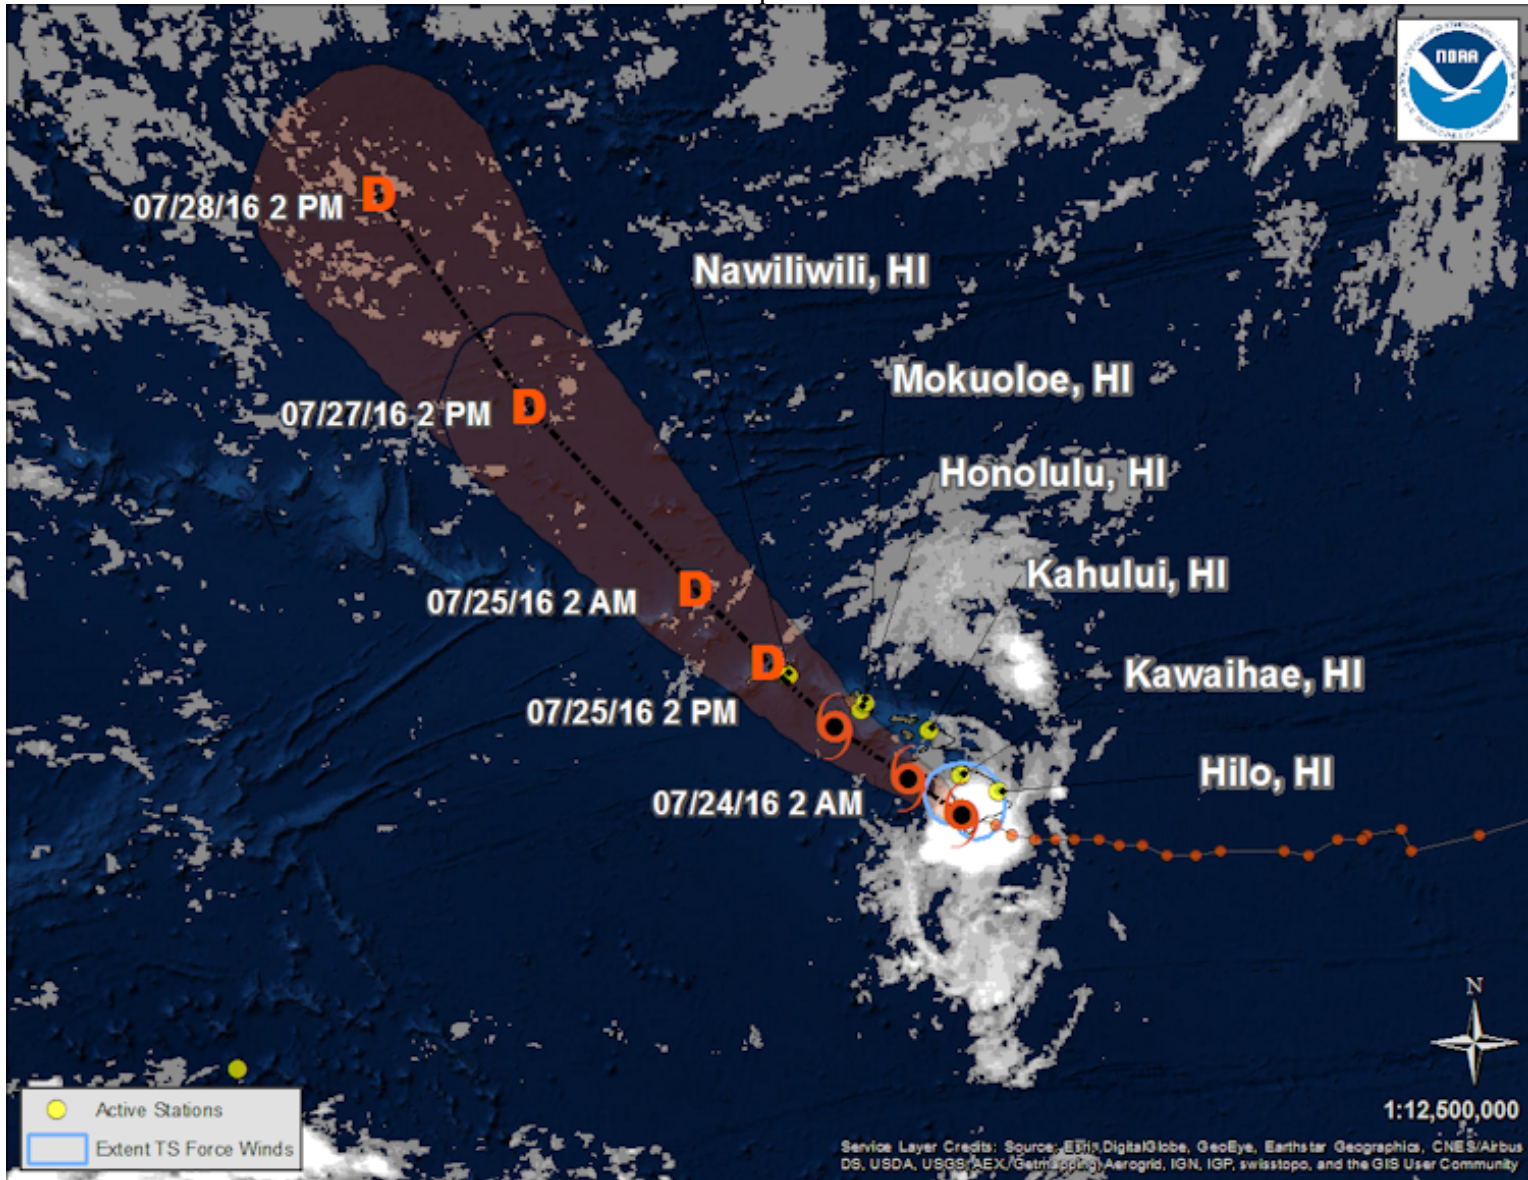 NOAA
D
07/28/16 2 PM
Nawiliwili, HI
Mokuoloe, HI
D
07/27/16 2 PM
Honolulu, HI
Kahului, HI
D
07/25/16 2 AM
D
Kawaihae, HI
07/25/16 2 PM
Hilo, HI
07/24/16 2 AM
N
Active Stations
Extent TS Force Winds
1:12,500,000
Service Layer Credits: Source: Esri, DigitalGlobe, GeoEye, Earthstar Geographics, CNES/Airbus
DS, USDA, USGS, AEX, Getmapping, Aerogrid, IGN, IGP, swisstopo, and the GIS User Community